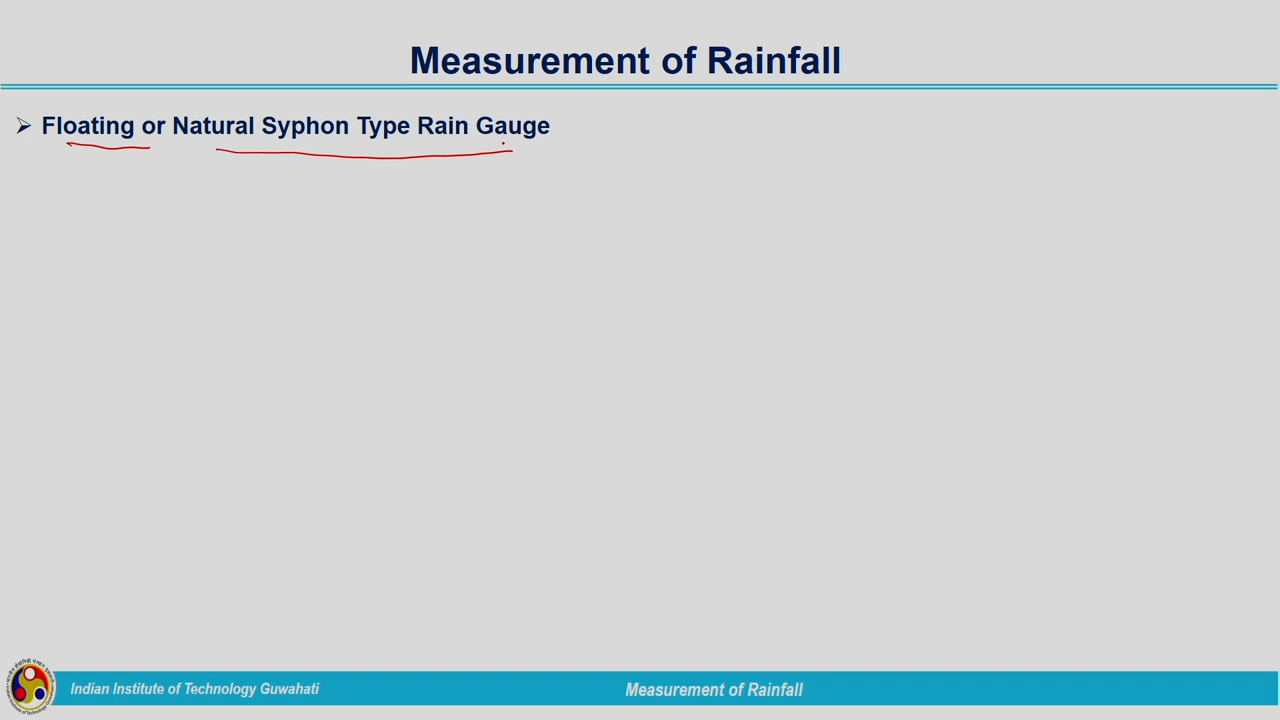 Measurement of Rainfall
➢ Floating or Natural Syphon Type Rain Gauge
Indian Institute of Technology Guwahati
Measurement of Rainfall